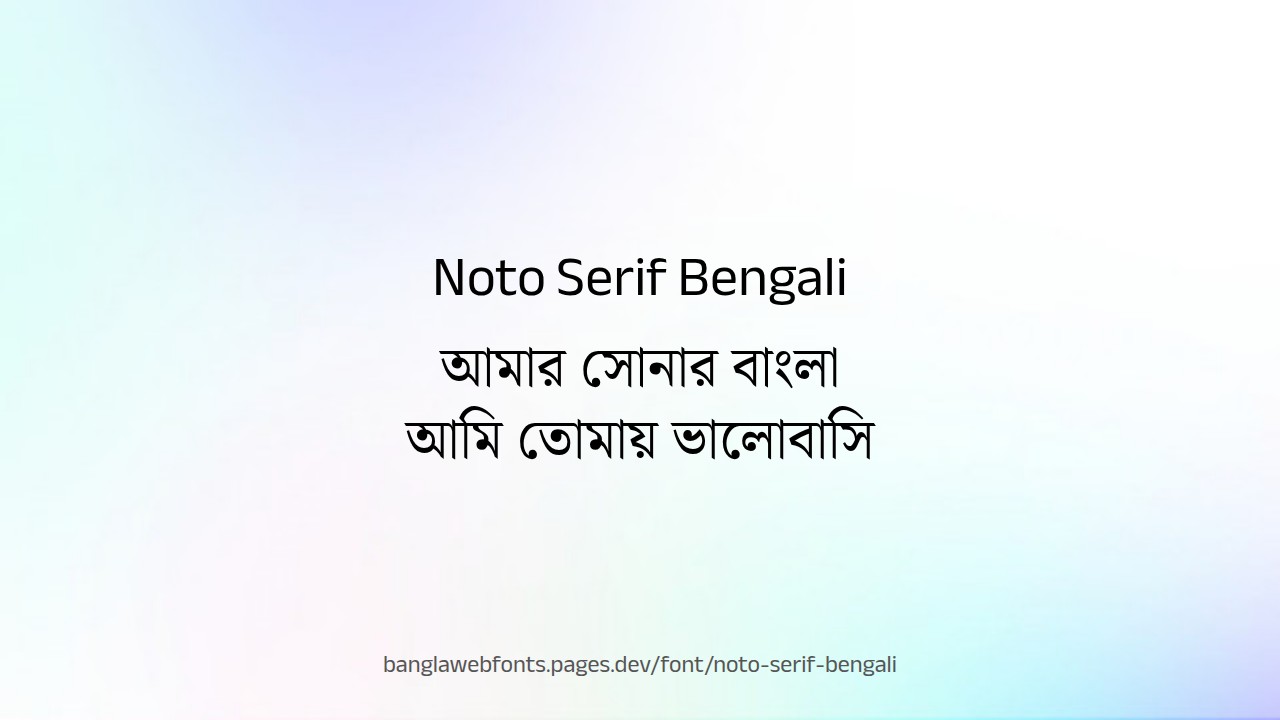 Noto Serif Bengali
আমার সোনার বাংলা
আমি তোমায় ভালোবাসি
banglawebfonts.pages.dev/font/noto-serif-bengali